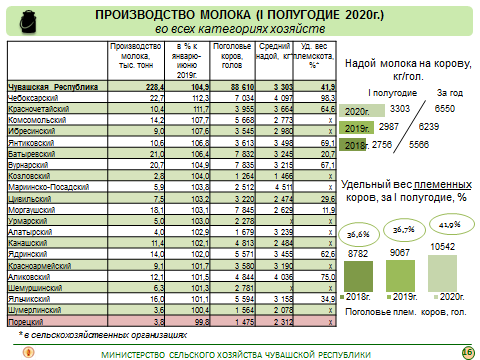 ПРОИЗВОДСТВО МОЛОКА (I ПОЛУГОДИЕ 2020г.)
во всех категориях хозяйств
Производство молока, тыс. тонн | в % к январю-июню 2019г. | Поголовье коров, голов | Средний надой, кг* | Уд. вес племскота, %*
Чувашская Республика 228,4 104,9 88 610 3 303 41,9
Чебоксарский 22,7 112,3 7 034 4 097 98,3
Красночетайский 10,4 111,7 3 955 3 664 64,6
Комсомольский 14,2 107,7 5 668 2 773 х
Ибресинский 9,0 107,6 3 545 2 980 х
Янтиковский 10,6 106,8 3 613 3 498 69,1
Батыревский 21,0 106,4 7 832 3 245 20,7
Вурнарский 20,7 104,9 7 835 3 215 67,1
Козловский 2,8 104,0 1 264 1 466 х
Мариинско-Посадский 5,9 103,8 2 512 4 511 х
Цивильский 7,5 103,2 3 220 2 474 29,6
Моргаушский 18,1 103,1 7 845 2 629 11,9
Урмарский 5,0 103,0 2 278 х х
Алатырский 4,0 102,9 1 679 3 239 х
Канашский 11,4 102,1 4 813 2 484 х
Ядринский 14,0 102,0 5 571 3 455 62,6
Красноармейский 9,1 101,7 3 580 3 190 х
Аликовский 12,1 101,5 4 844 4 036 75,0
Шемуршинский 6,3 101,3 2 781 х х
Яльчикский 16,0 101,1 5 594 3 158 34,9
Шумерлинский 3,6 100,4 1 564 2 078 х
Порецкий 3,8 99,8 1 475 2 312 х
* в сельскохозяйственных организациях
Надой молока на корову, кг/гол.
I полугодие За год
2020г. 3303 6550
2019г. 2987 6239
2018г. 2756 5566
Удельный вес племенных коров, за I полугодие, %
36,6% 36,7% 41,9%
8782 9067 10542
2018г. 2019г. 2020г.
Поголовье плем. коров, гол.
МИНИСТЕРСТВО СЕЛЬСКОГО ХОЗЯЙСТВА ЧУВАШСКОЙ РЕСПУБЛИКИ
16